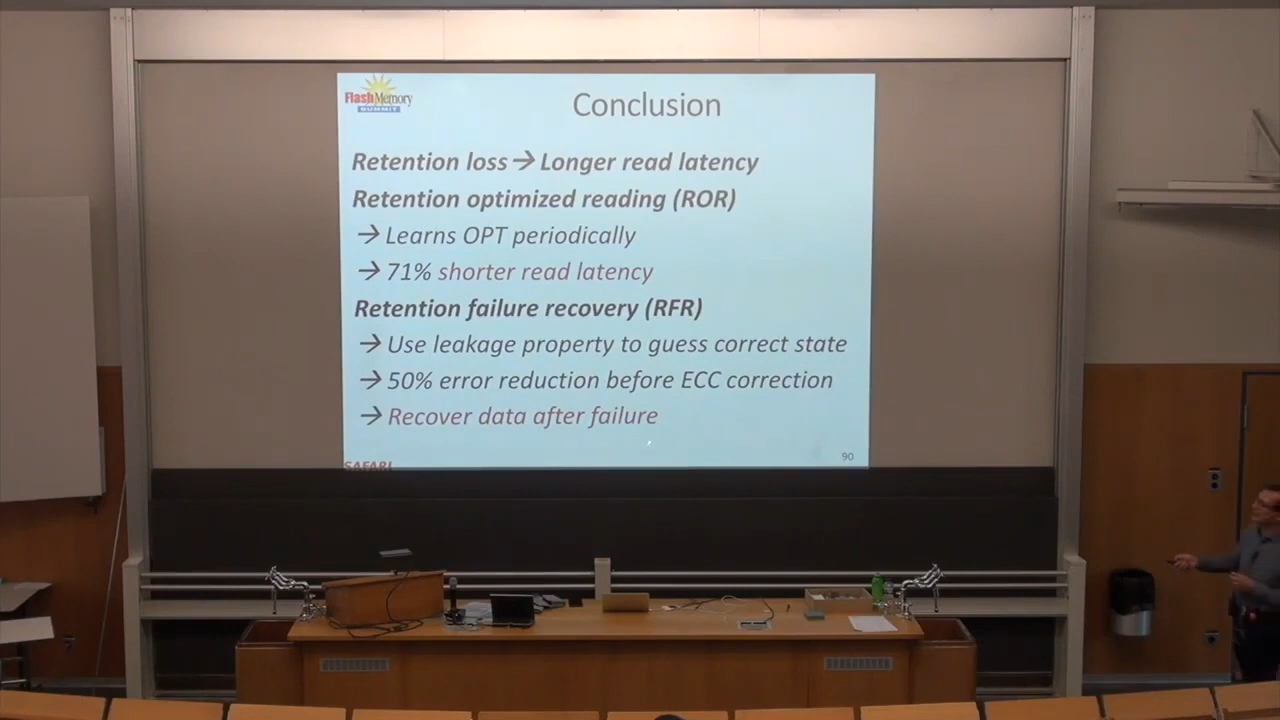 FlashMemory
SUMMIT
Conclusion
Retention loss → Longer read latency
Retention optimized reading (ROR)
→ Learns OPT periodically
→ 71% shorter read latency
Retention failure recovery (RFR)
→ Use leakage property to guess correct state
→ 50% error reduction before ECC correction
→ Recover data after failure
SAFARI
90